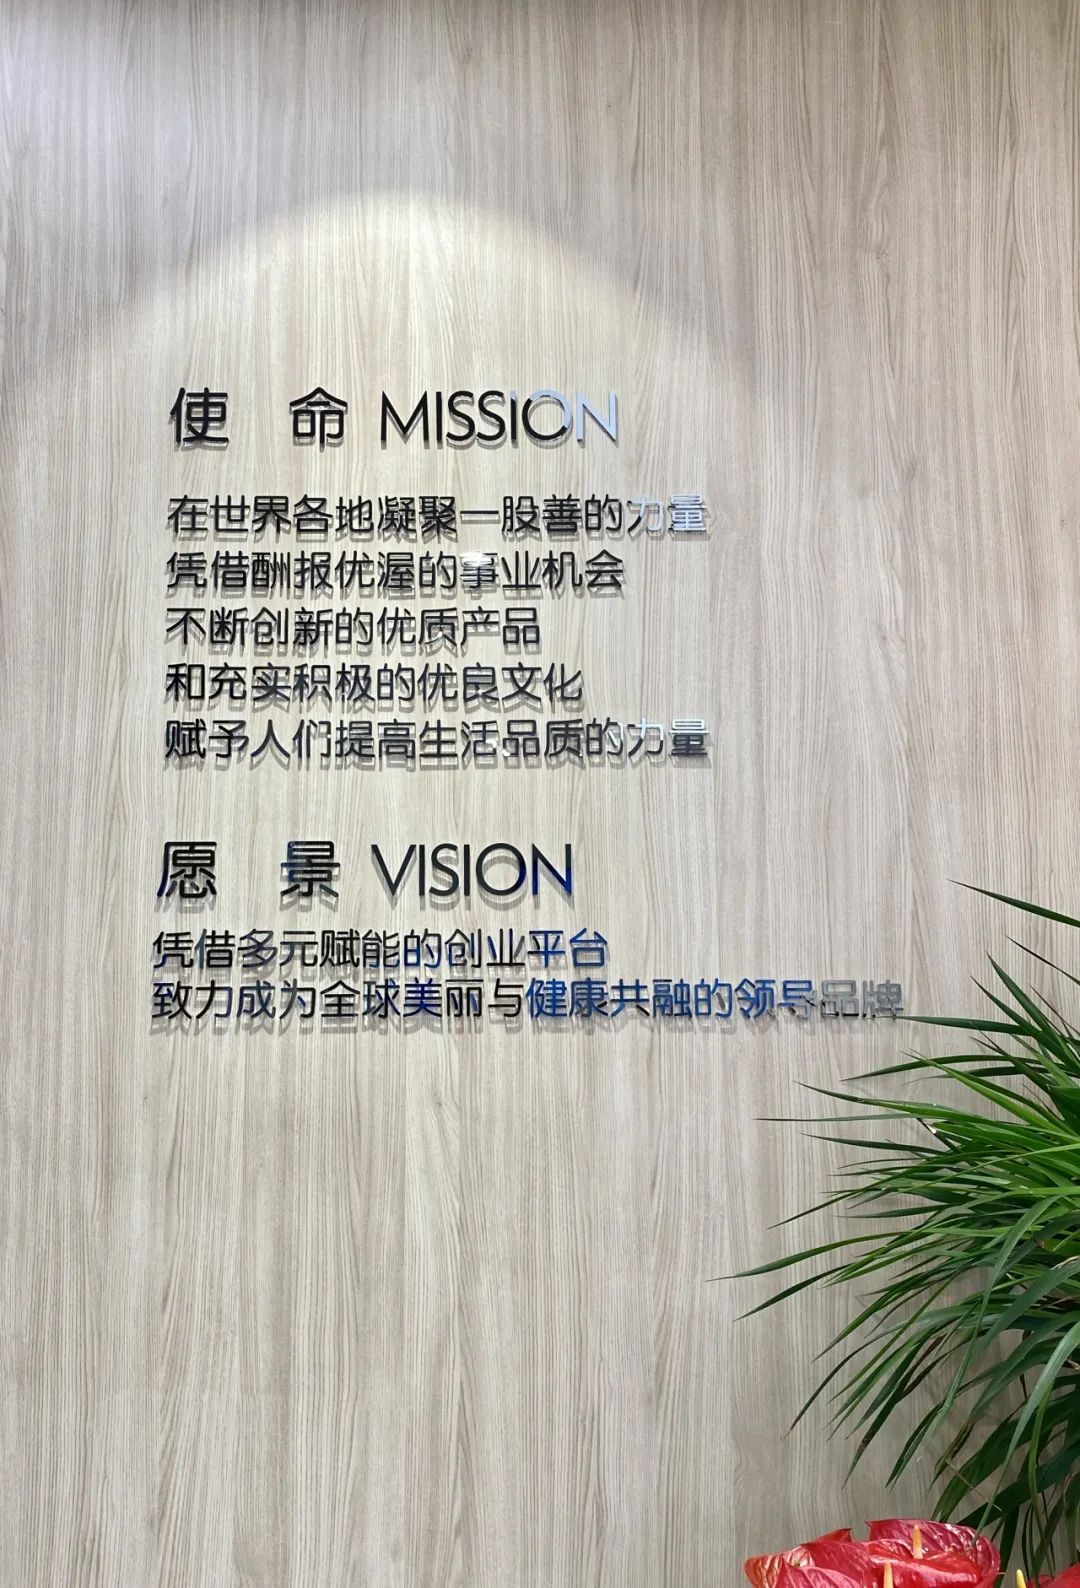 使 命 MISSION
在世界各地凝聚一股善的力量
凭借酬报优渥的事业机会
不断创新的优质产品
和充实积极的优良文化
赋予人们提高生活品质的力量
愿 景 VISION
凭借多元赋能的创业平台
致力成为全球美丽与健康共融的领导品牌